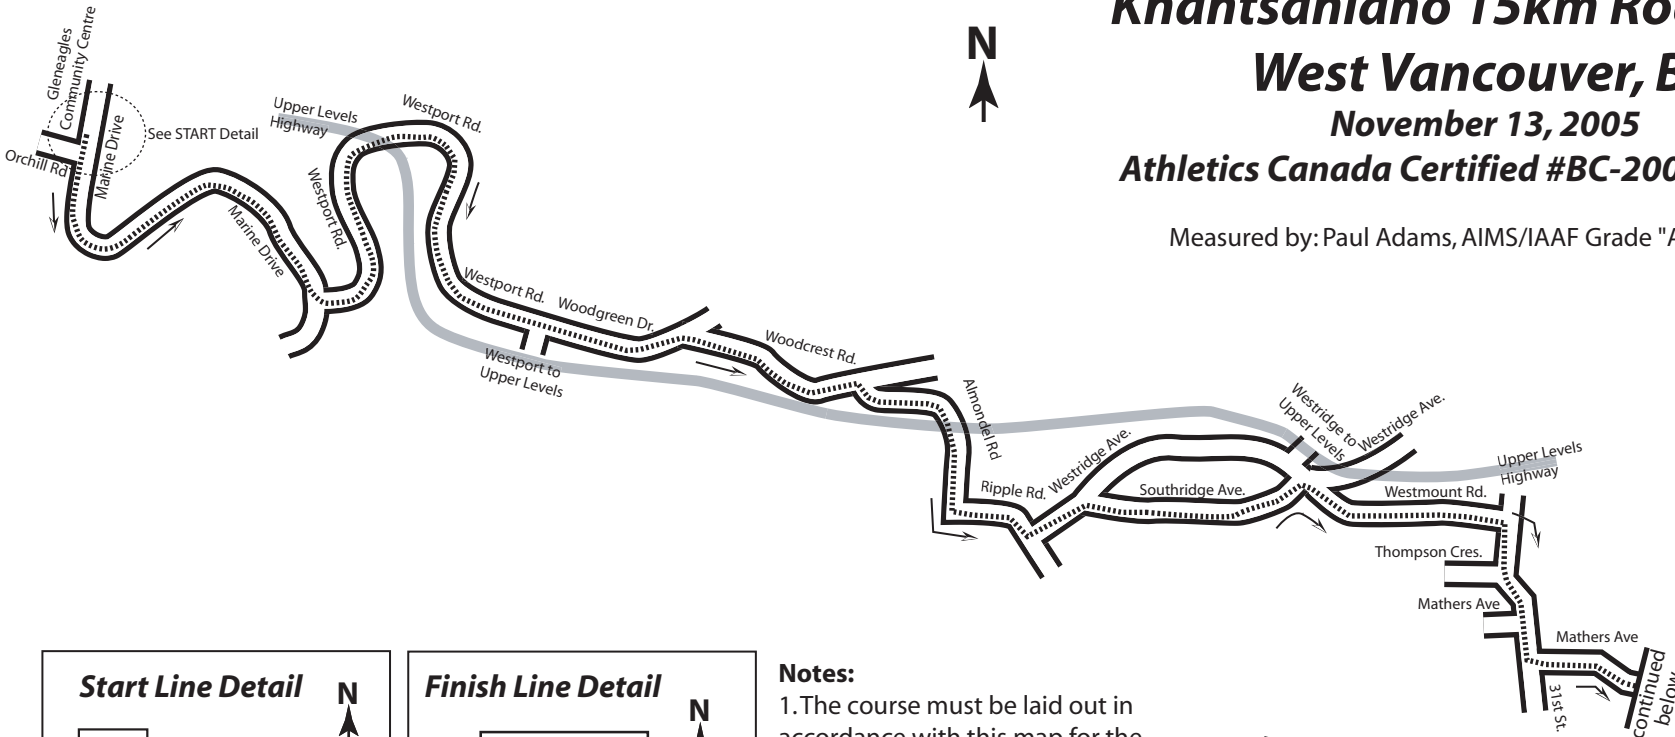 Khahtsahlano 15km
West Vancouver,
November 13, 2005
Athletics Canada Certified
Measured by: Paul Adams, AIMS/IAAF Grade
N
Gleneagles
Community Centre
See START Detail
Orchill Rd
Marine Drive
Marine Drive
Upper Levels
Highway
Westport Rd.
Westport Rd.
Westport Rd.
Woodgreen Dr.
Westport to
Upper Levels
Woodcrest Rd.
Almondel Rd
Ripple Rd.
Westridge Ave.
Southridge Ave.
Westridge to
Upper Levels
Westridge Ave.
Upper Levels
Highway
Westmount Rd.
Thompson Cres.
Mathers Ave
Mathers Ave
31st St.
continued
below
Start Line Detail
N
Finish Line Detail
N
Notes:
1.The course must be laid out in
accordance with this map for the